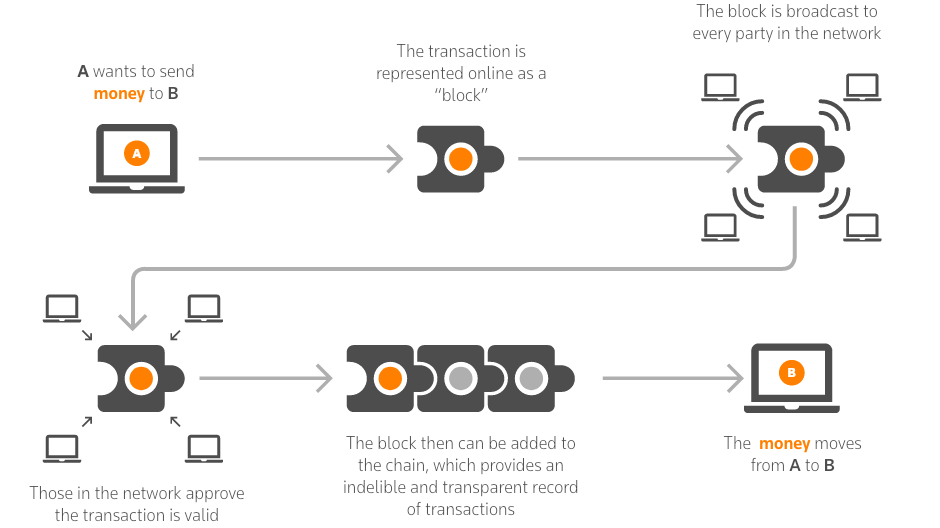 A wants to send
money to B
A
The transaction is
represented online as a
“block”
The block is broadcast to
every party in the network
Those in the network approve
the transaction is valid
The block then can be added to
the chain, which provides an
indelible and transparent record
of transactions
B
The money moves
from A to B